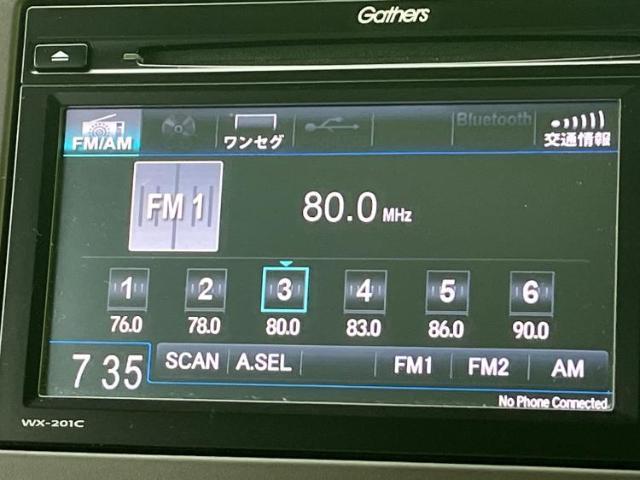 Gathers
FM/AM
ワンセグ
Bluetooth
交通情報
FM 1
80.0 MHz
1 2 3 4 5 6
76.0 78.0 80.0 83.0 86.0 90.0
7 35 SCAN A.SEL FM1 FM2 AM
No Phone Connected
WX-201C